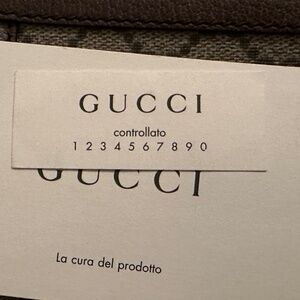 GUCCI
controllato
1 2 3 4 5 6 7 8 9 0
GUCCI
La cura del prodotto